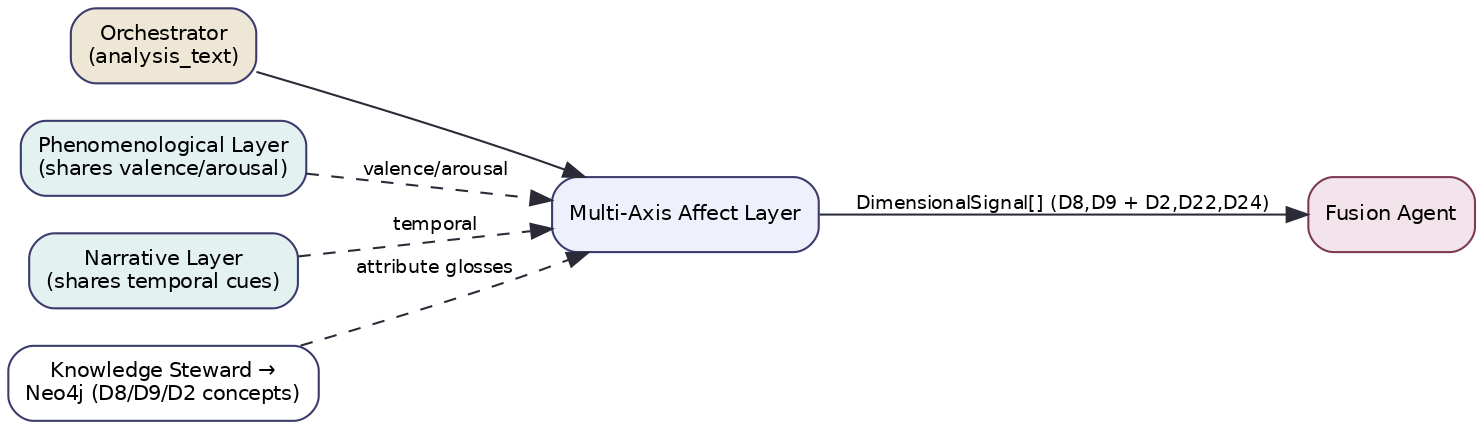 Orchestrator
(analysis_text)
Phenomenological Layer
(shares valence/arousal)
valence/arousal
Narrative Layer
(shares temporal cues)
temporal
attribute glosses
Knowledge Steward →
Neo4j (D8/D9/D2 concepts)
Multi-Axis Affect Layer
DimensionalSignal[] (D8,D9 + D2,D22,D24)
Fusion Agent